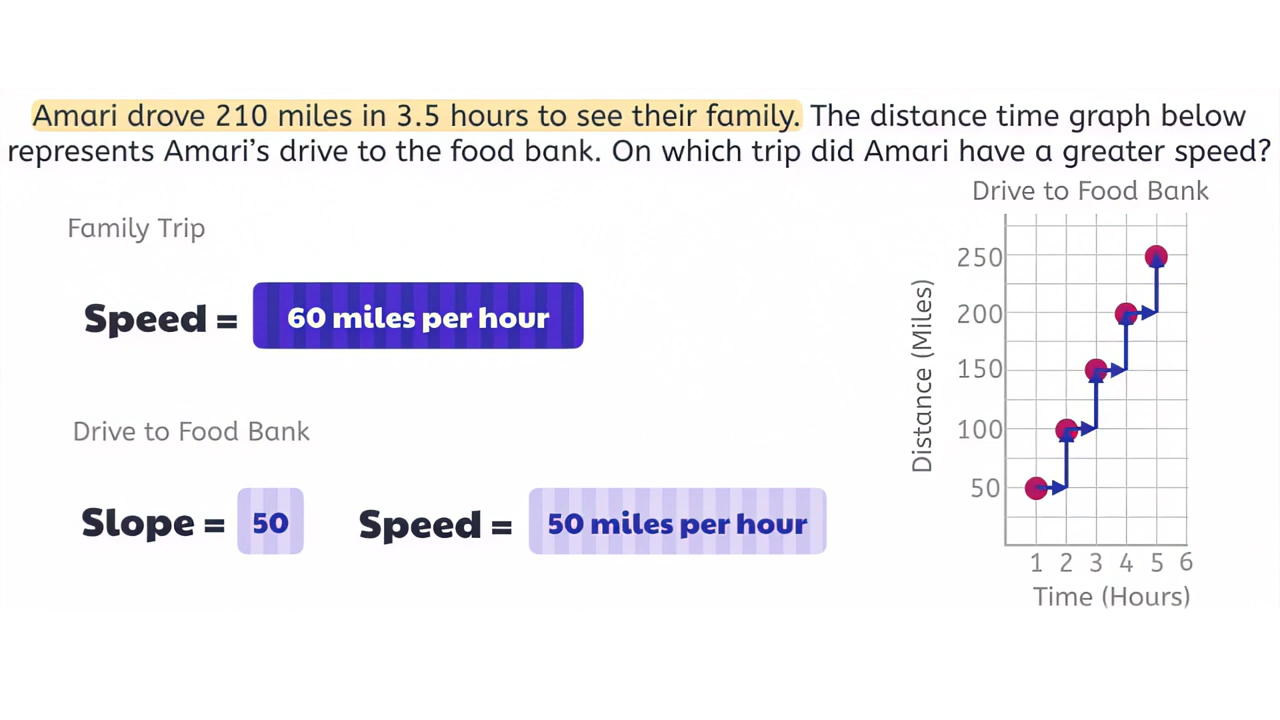 Amari drove 210 miles in 3.5 hours to see their family. The distance time graph below
represents Amari’s drive to the food bank. On which trip did Amari have a greater speed?
Family Trip
Speed = 60 miles per hour
Drive to Food Bank
Slope = 50 Speed = 50 miles per hour
Drive to Food Bank
Distance (Miles)
250
200
150
100
50
1 2 3 4 5 6
Time (Hours)